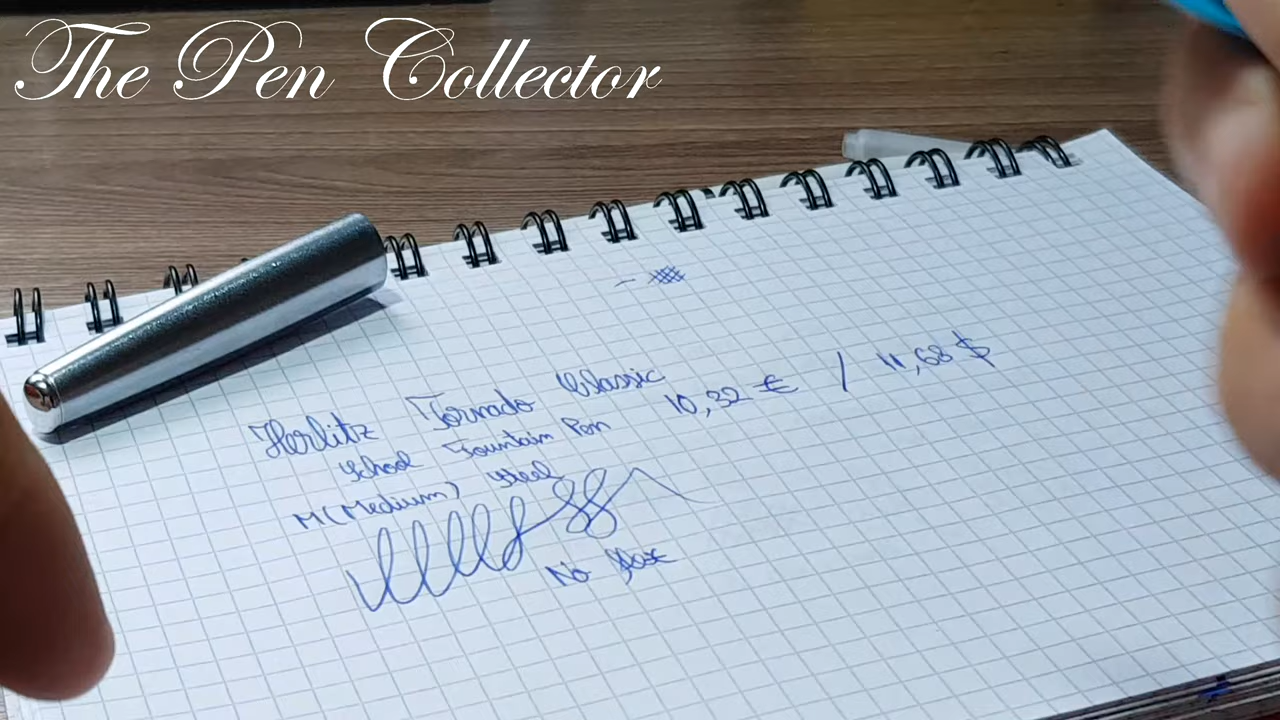 The Pen Collector
Herlitz Tornado Classic 10,32 € / 11,68 $
School Fountain Pen
M (Medium) Steel
No flex